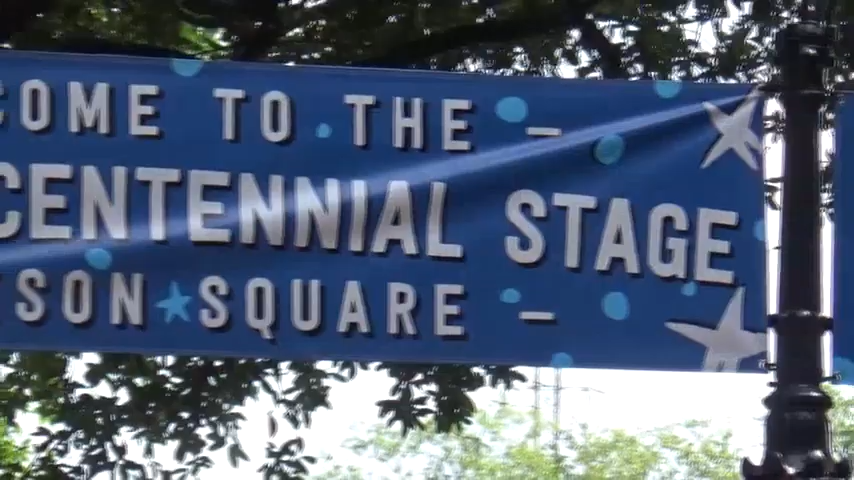 COME TO THE –
CENTENNIAL STAGE
SON ★ SQUARE –